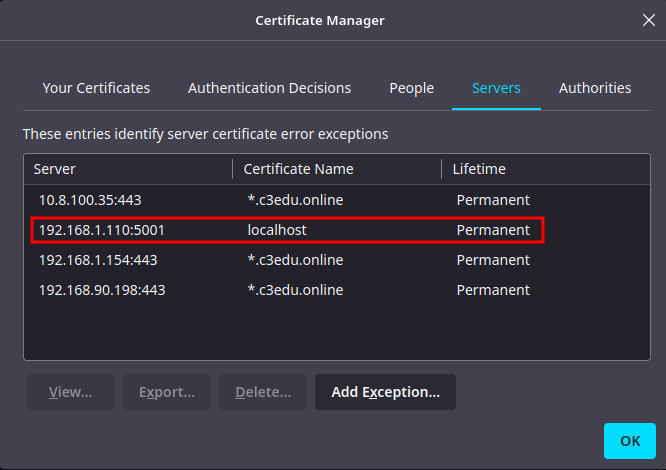 Certificate Manager
Your Certificates Authentication Decisions People Servers Authorities
These entries identify server certificate error exceptions
Server Certificate Name Lifetime
10.8.100.35:443 *.c3edu.online Permanent
192.168.1.110:5001 localhost Permanent
192.168.1.154:443 *.c3edu.online Permanent
192.168.90.198:443 *.c3edu.online Permanent
View... Export... Delete... Add Exception...
OK